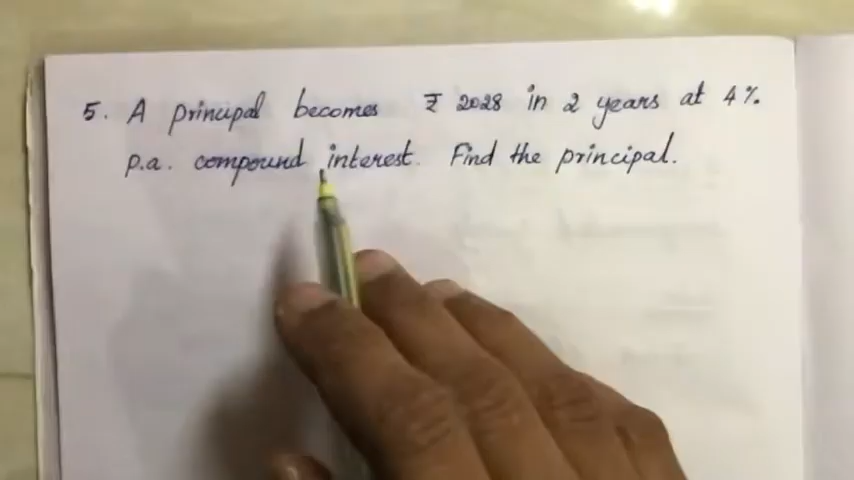 5. A principal becomes ₹ 2028 in 2 years at 4%
p.a. compound interest. Find the principal.